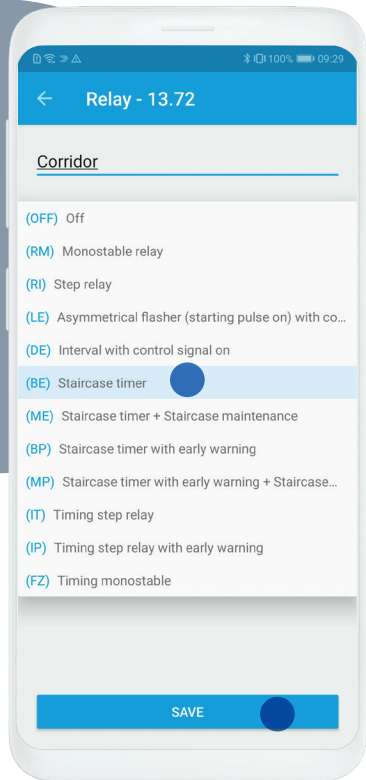 100% 09:29
Relay - 13.72
Corridor
(OFF) Off
(RM) Monostable relay
(RI) Step relay
(LE) Asymmetrical flasher (starting pulse on) with co...
(DE) Interval with control signal on
(BE) Staircase timer
(ME) Staircase timer + Staircase maintenance
(BP) Staircase timer with early warning
(MP) Staircase timer with early warning + Staircase...
(IT) Timing step relay
(IP) Timing step relay with early warning
(FZ) Timing monostable
SAVE